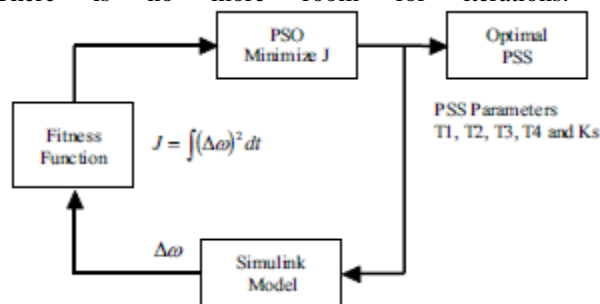 There is no more room for iterations.
PSO
Minimize J
Optimal
PSS
PSS Parameters
T1, T2, T3, T4 and Ks
Fitness
Function
J = ∫(Δω)² dt
Δω
Simulink
Model